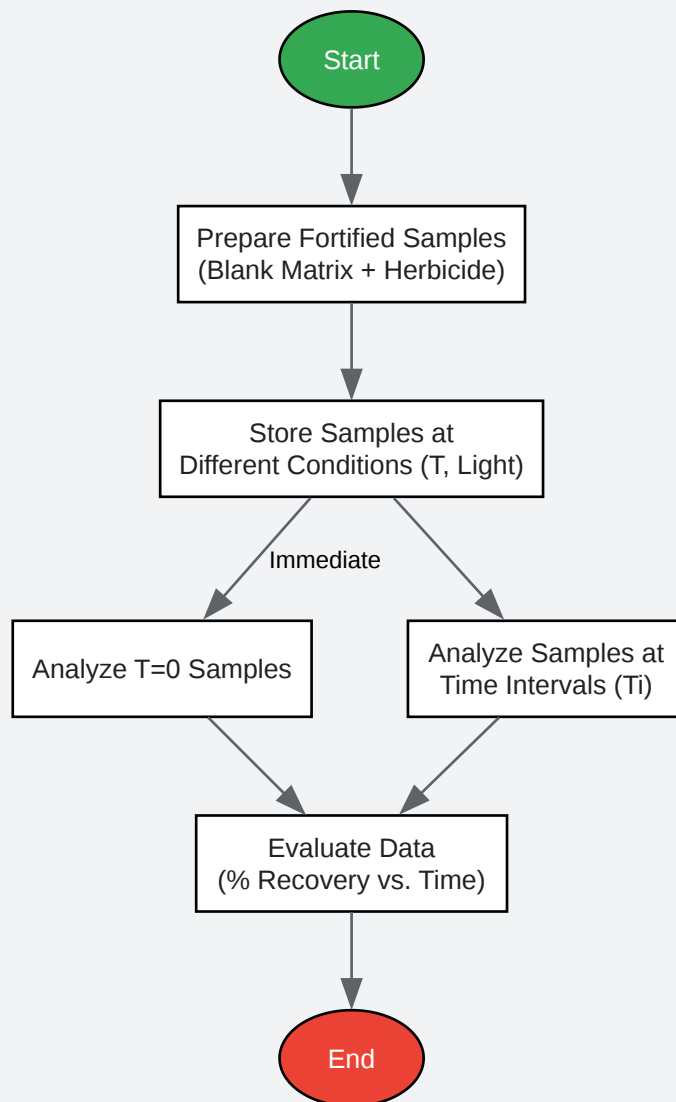 Start
Prepare Fortified Samples
(Blank Matrix + Herbicide)
Store Samples at
Different Conditions (T, Light)
Immediate
Analyze T=0 Samples
Analyze Samples at
Time Intervals (Ti)
Evaluate Data
(% Recovery vs. Time)
End